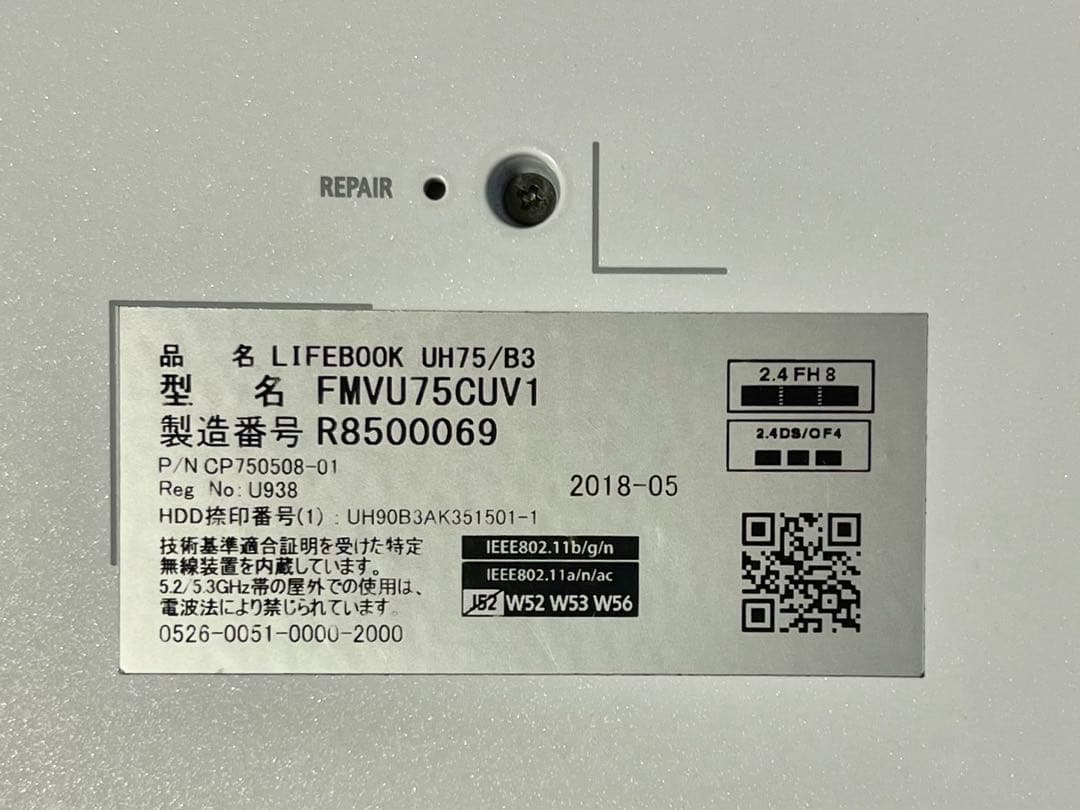 REPAIR
品 名 LIFEBOOK UH75/B3
型 名 FMVU75CUV1
製造番号 R8500069
P/N CP750508-01
Reg No: U938
2018-05
HDD捺印番号(1) : UH90B3AK351501-1
技術基準適合証明を受けた特定
無線装置を内蔵しています。
5.2/5.3GHz帯の屋外での使用は、
電波法により禁じられています。
0526-0051-0000-2000
IEEE802.11b/g/n
IEEE802.11a/n/ac
J52 W52 W53 W56
2.4FH8
2.4DS/OF4